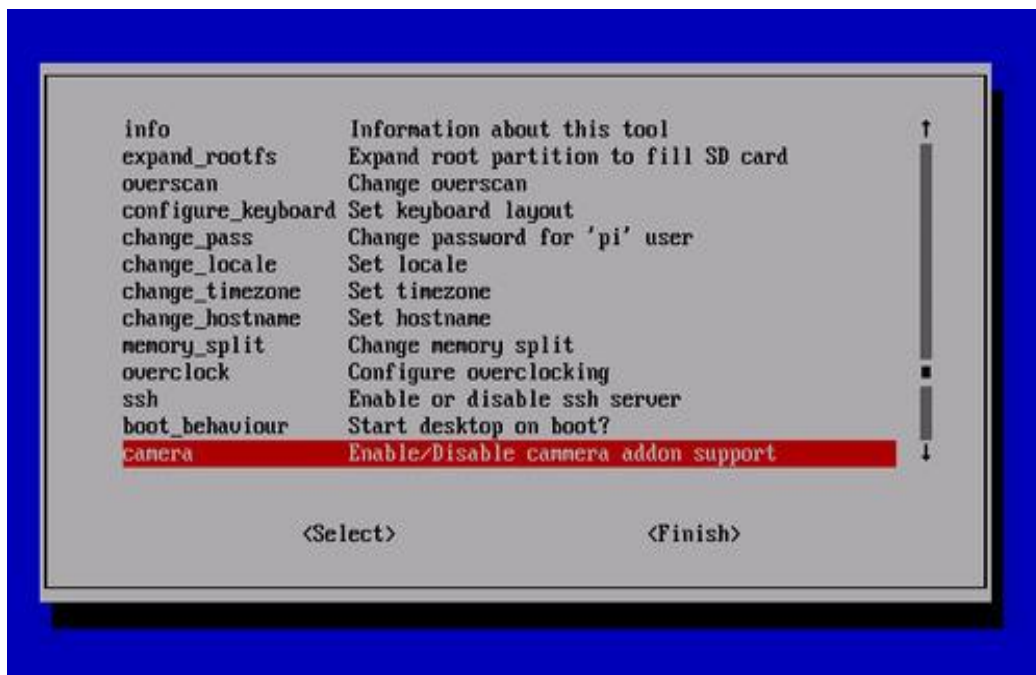 info Information about this tool
expand_rootfs Expand root partition to fill SD card
overscan Change overscan
configure_keyboard Set keyboard layout
change_pass Change password for 'pi' user
change_locale Set locale
change_timezone Set timezone
change_hostname Set hostname
memory_split Change memory split
overclock Configure overclocking
ssh Enable or disable ssh server
boot_behaviour Start desktop on boot?
camera Enable/Disable cammera addon support
<Select> <Finish>